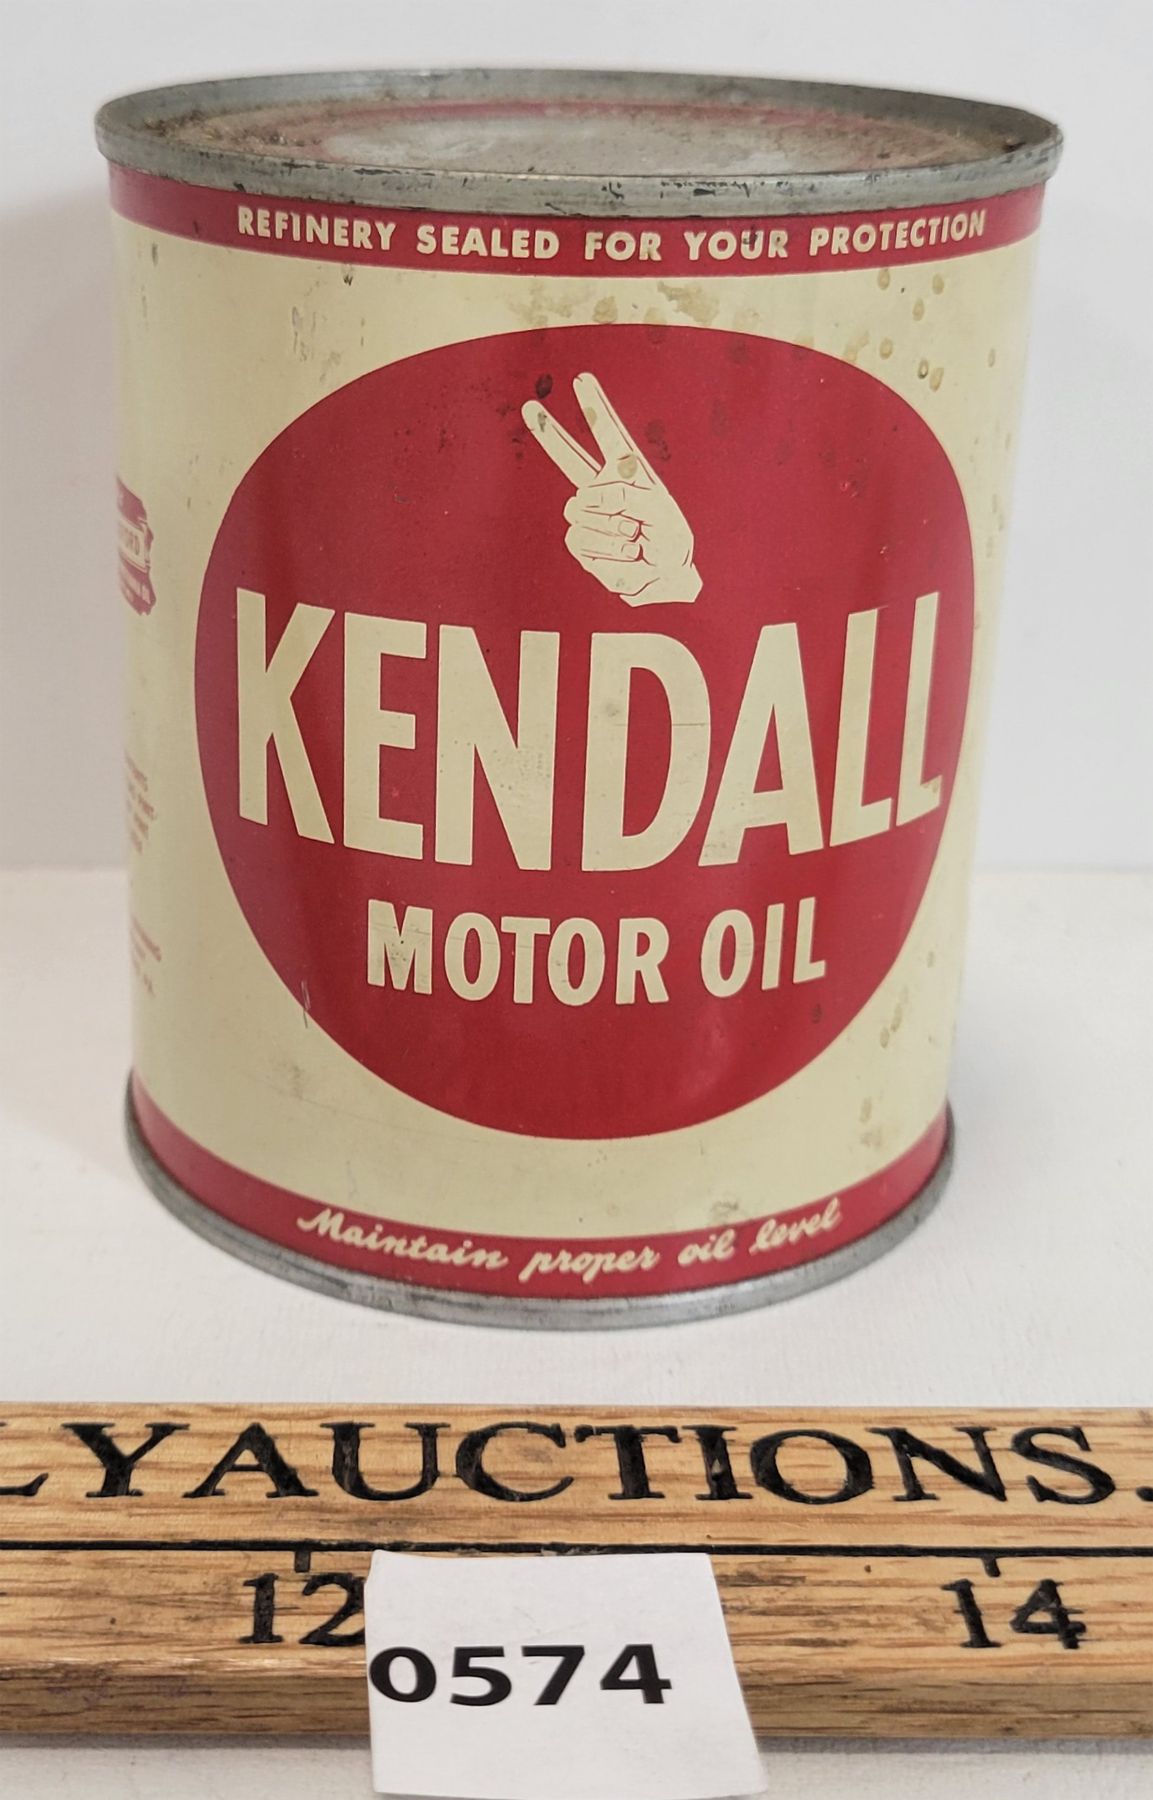 REFINERY SEALED FOR YOUR PROTECTION
KENDALL
MOTOR OIL
Maintain proper oil level
LYAUCTIONS.
12 14
0574